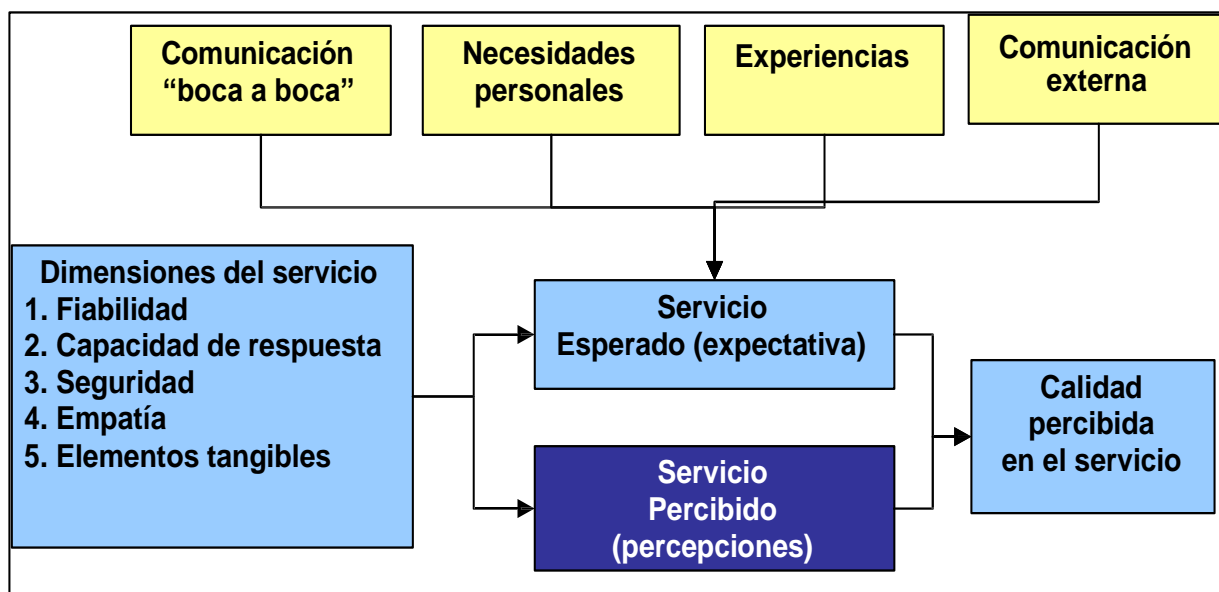 Comunicación
“boca a boca”
Necesidades
personales
Experiencias
Comunicación
externa
Dimensiones del servicio
1. Fiabilidad
2. Capacidad de respuesta
3. Seguridad
4. Empatía
5. Elementos tangibles
Servicio
Esperado (expectativa)
Servicio
Percibido
(percepciones)
Calidad
percibida
en el servicio